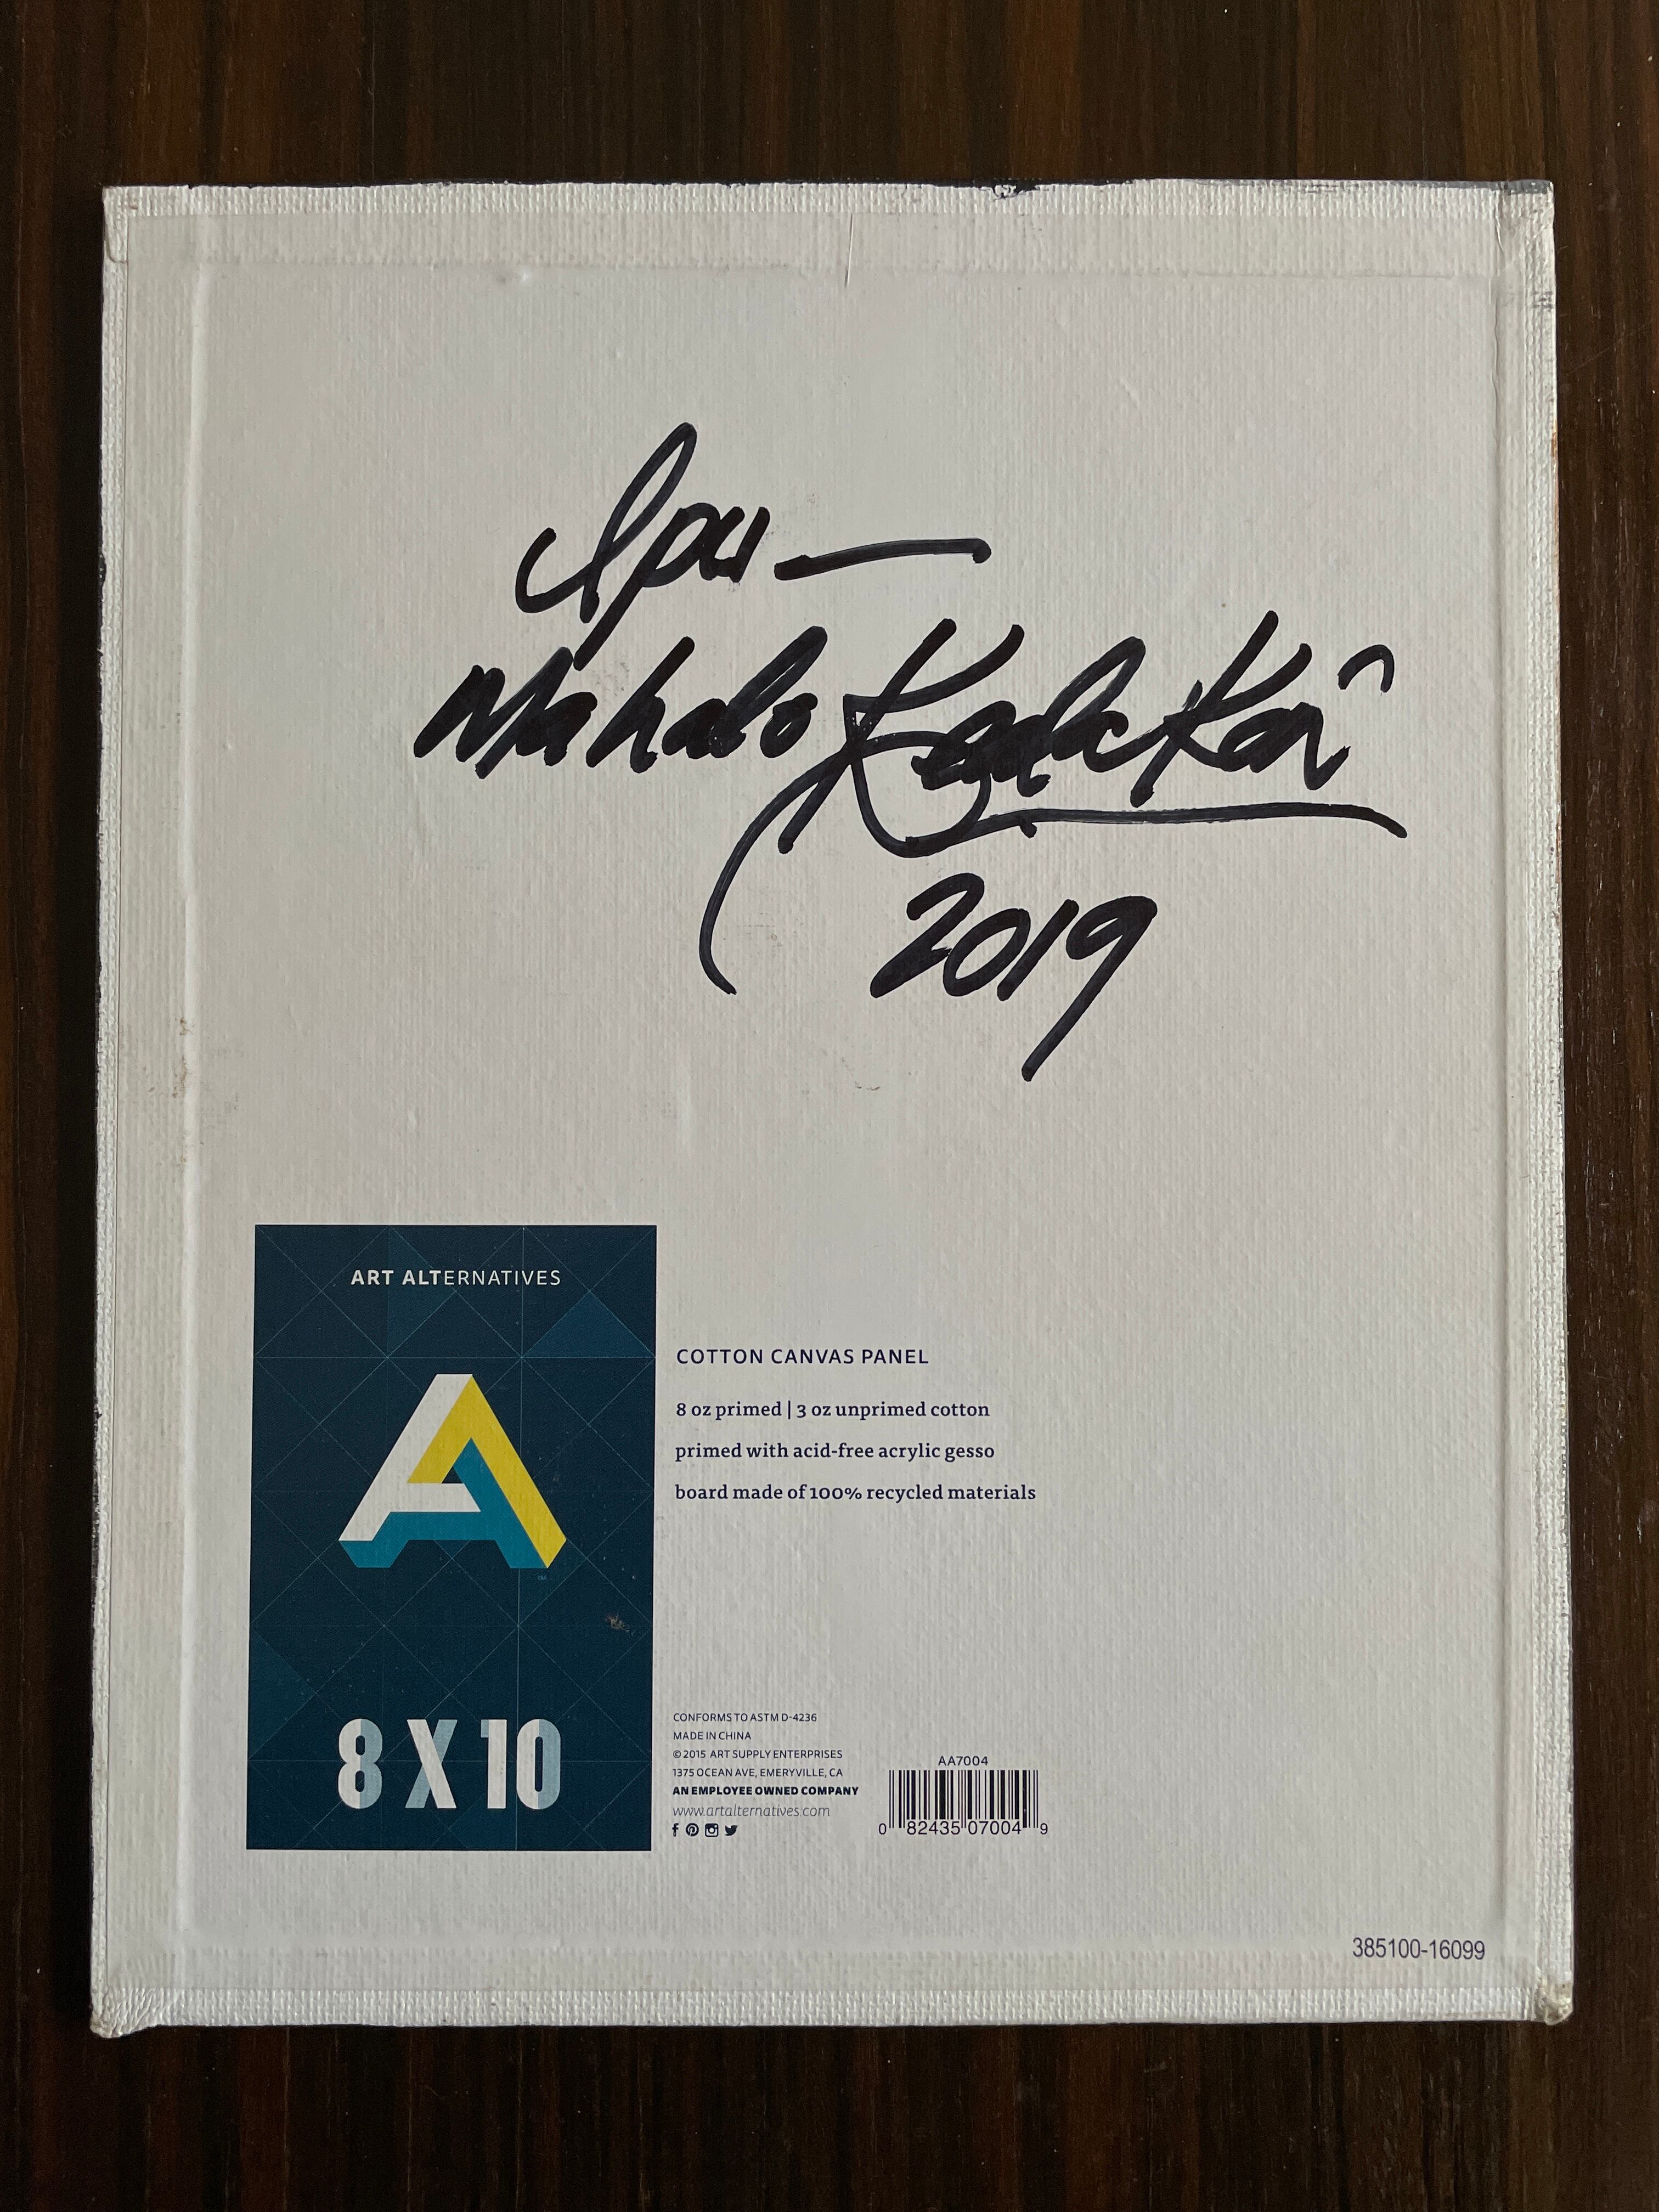 Ipu —
Mahalo
2019
ART ALTERNATIVES
A
8 X 10
COTTON CANVAS PANEL
8 oz primed | 3 oz unprimed cotton
primed with acid-free acrylic gesso
board made of 100% recycled materials
CONFORMS TO ASTM D-4236
MADE IN CHINA
© 2015 ART SUPPLY ENTERPRISES
1375 OCEAN AVE, EMERYVILLE, CA
AN EMPLOYEE OWNED COMPANY
www.artalternatives.com
AA7004
0 82435 07004 9
385100-16099